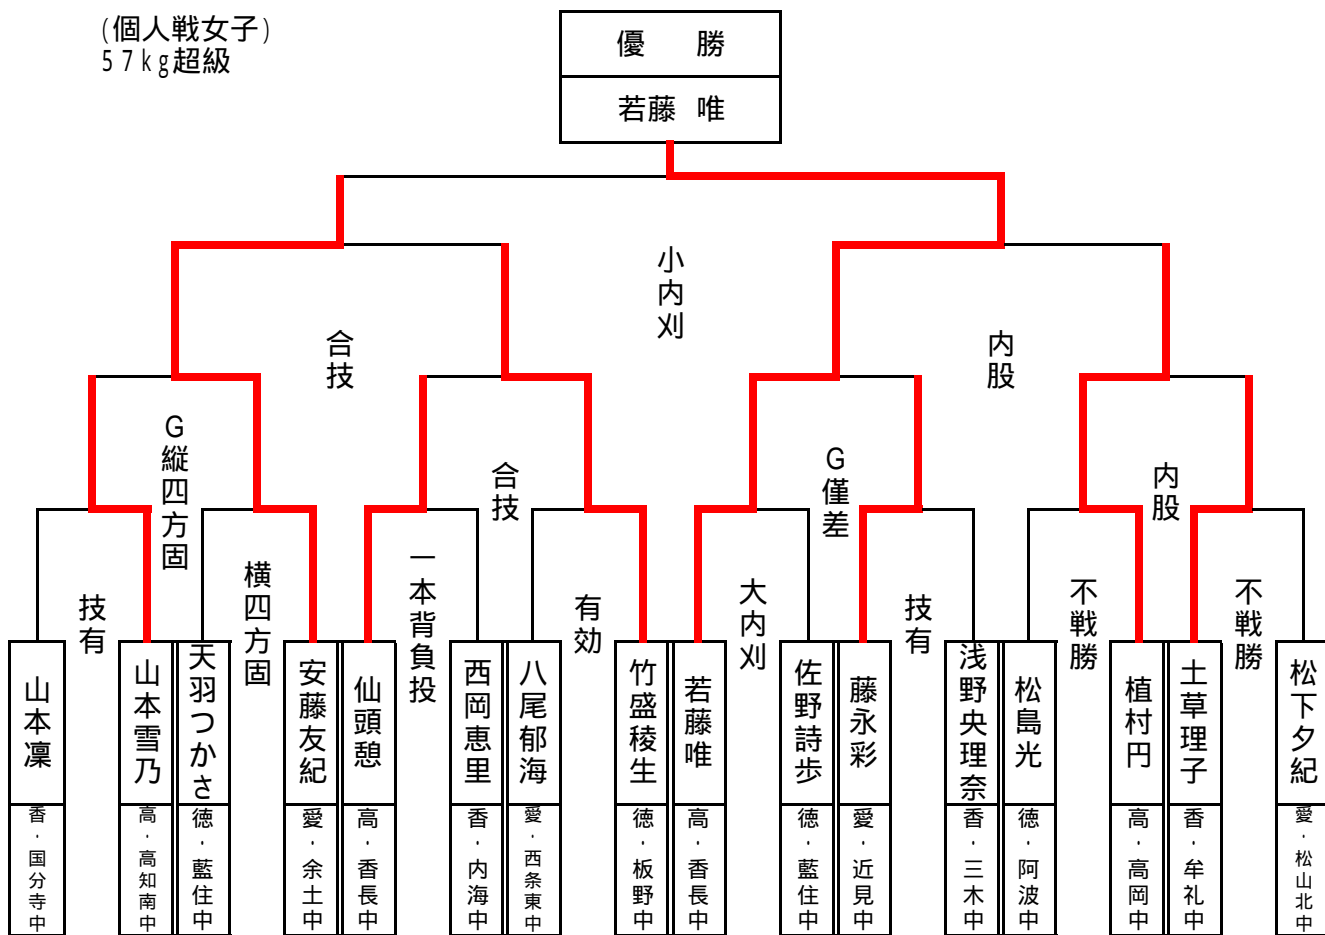 (個人戦女子)
57kg超級
優　勝
若藤 唯
小内刈
合技
内股
G縦四方固
合技
G僅差
内股
技有
横四方固
一本背負投
有効
大内刈
技有
不戦勝
不戦勝
山本凜
山本雪乃
天羽つかさ
安藤友紀
仙頭憩
西岡恵里
八尾郁海
竹盛稜生
若藤唯
佐野詩歩
藤永彩
浅野央理奈
松島光
植村円
土草理子
松下夕紀
香・国分寺中
高・高知南中
徳・藍住中
愛・余土中
高・香長中
香・内海中
愛・西条東中
徳・板野中
高・香長中
徳・藍住中
愛・近見中
香・三木中
徳・阿波中
高・高岡中
香・牟礼中
愛・松山北中